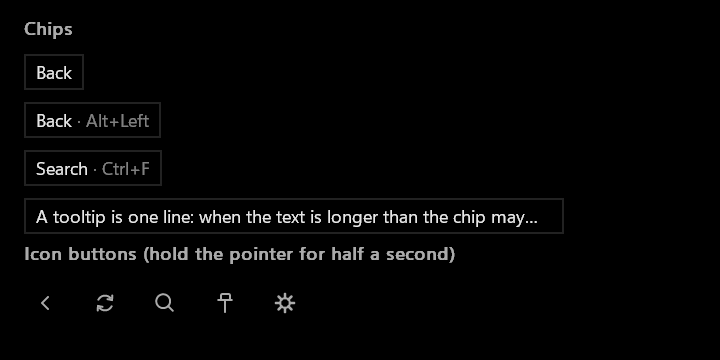 Chips
Back
Back · Alt+Left
Search · Ctrl+F
A tooltip is one line: when the text is longer than the chip may...
Icon buttons (hold the pointer for half a second)